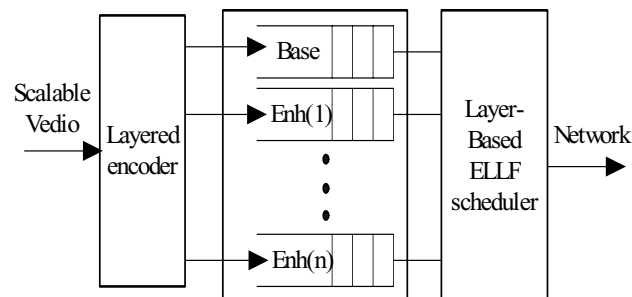 Scalable
Vedio
Layered
encoder
Base
Enh(1)
Enh(n)
Layer-
Based
ELLF
scheduler
Network